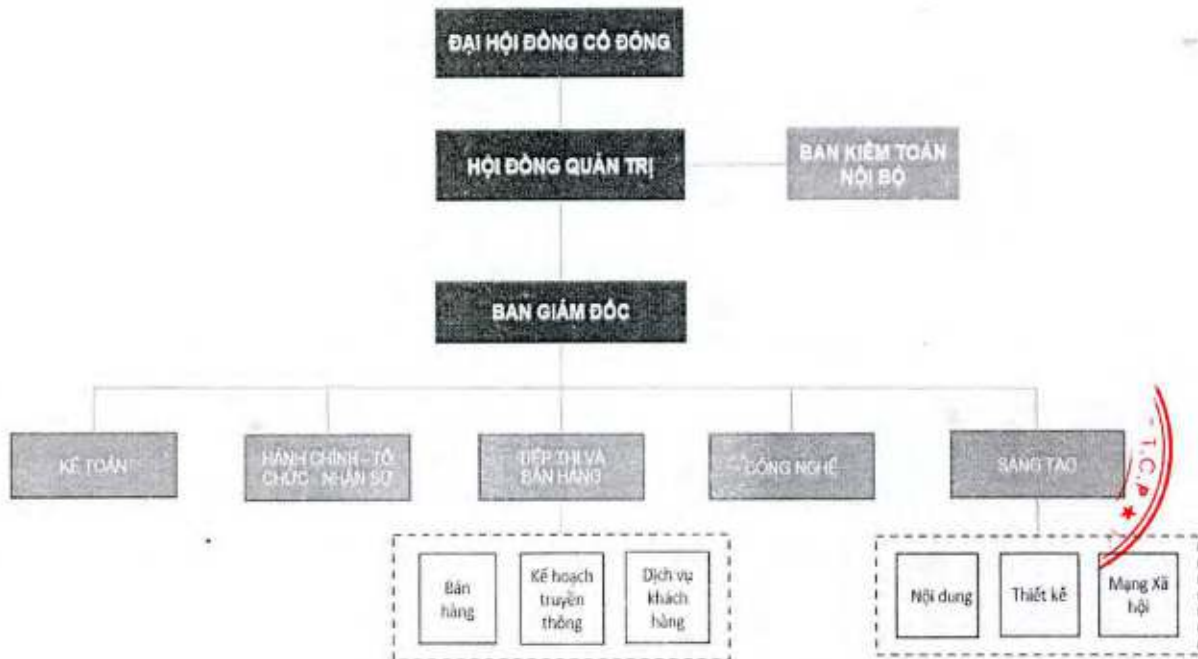 ĐẠI HỘI ĐỒNG CỔ ĐÔNG
HỘI ĐỒNG QUẢN TRỊ
BAN KIỂM TOÁN
NỘI BỘ
BAN GIÁM ĐỐC
KẾ TOÁN
HÀNH CHÍNH – TỔ
CHỨC - NHÂN SỰ
TIẾP THỊ VÀ
BÁN HÀNG
CÔNG NGHỆ
SÁNG TẠO
- T.C.P ★
Bán
hàng
Kế hoạch
truyền
thông
Dịch vụ
khách
hàng
Nội dung
Thiết kế
Mạng Xã
hội